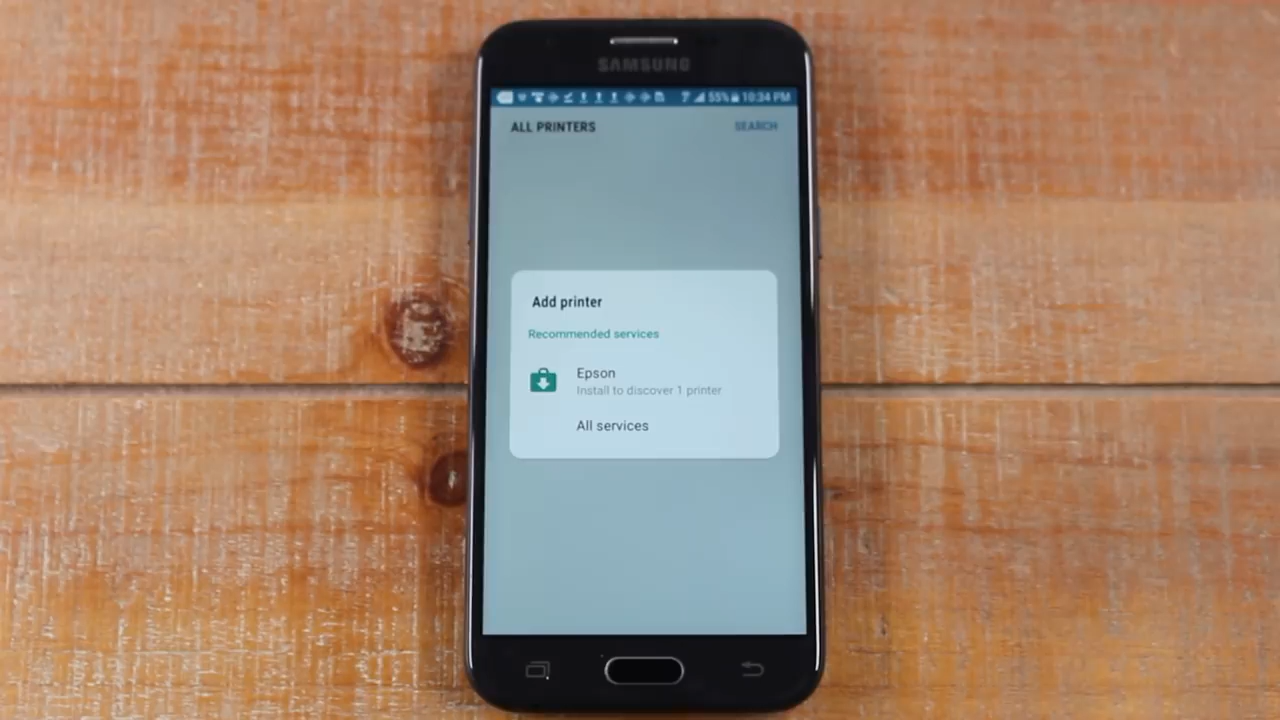 SAMSUNG
55% 10:34 PM
ALL PRINTERS
SEARCH
Add printer
Recommended services
Epson
Install to discover 1 printer
All services